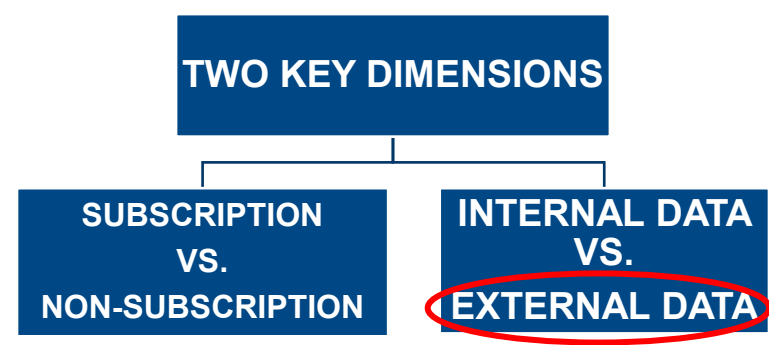 TWO KEY DIMENSIONS
SUBSCRIPTION
VS.
NON-SUBSCRIPTION
INTERNAL DATA
VS.
EXTERNAL DATA